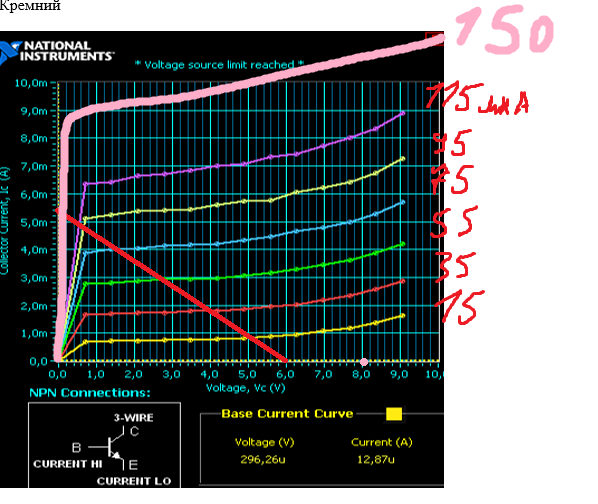 Кремний
150
NATIONAL
INSTRUMENTS™
* Voltage source limit reached *
115 мкА
95
75
55
35
15
Collector Current, Ic (A)
10,0m
9,0m
8,0m
7,0m
6,0m
5,0m
4,0m
3,0m
2,0m
1,0m
0,0
0,0 1,0 2,0 3,0 4,0 5,0 6,0 7,0 8,0 9,0 10,0
Voltage, Vc (V)
NPN Connections:
3-WIRE
C
B
CURRENT HI
E
CURRENT LO
Base Current Curve
Voltage (V) Current (A)
296,26u 12,87u